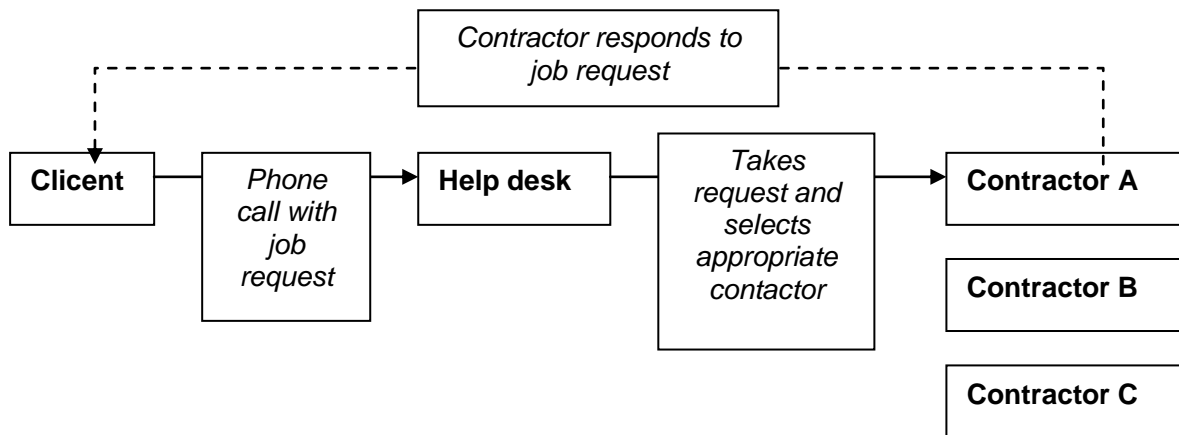 Contractor responds to
job request
Clicent
Phone
call with
job
request
Help desk
Takes
request and
selects
appropriate
contactor
Contractor A
Contractor B
Contractor C